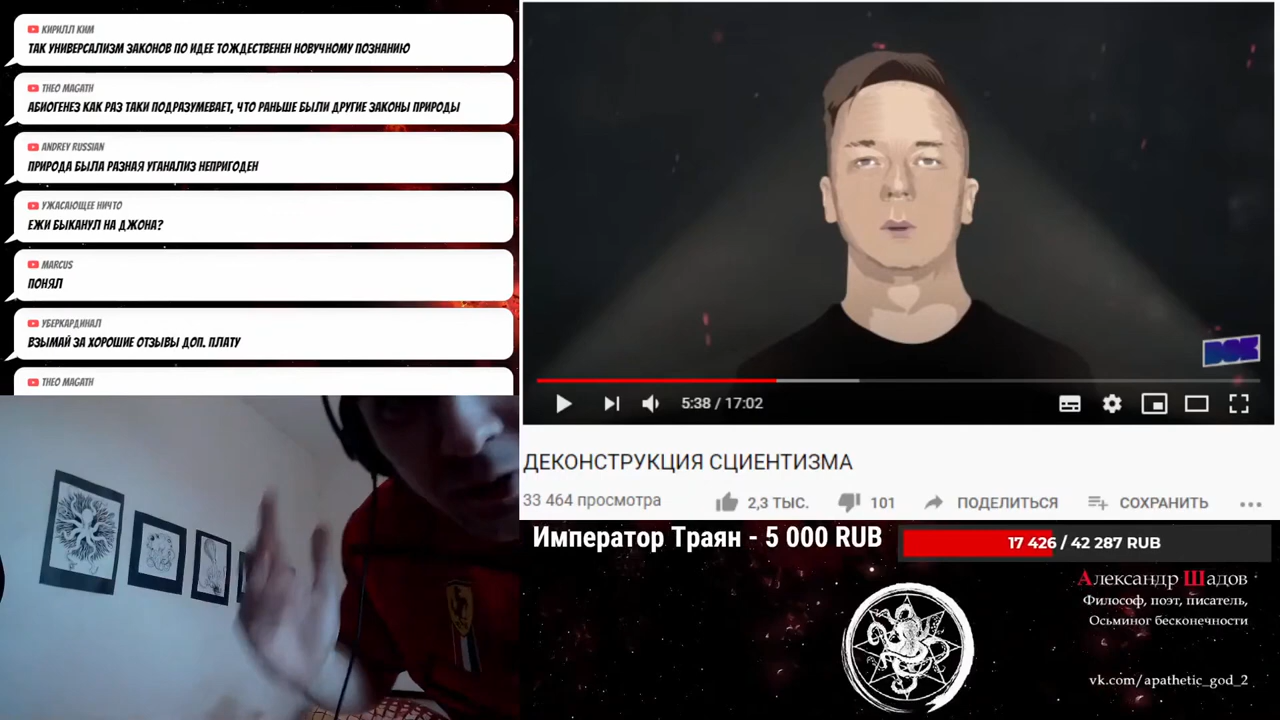 КИРИЛЛ КИМ
ТАК УНИВЕРСАЛИЗМ ЗАКОНОВ ПО ИДЕЕ ТОЖДЕСТВЕНЕН НОВУЧНОМУ ПОЗНАНИЮ
THEO MAGATH
АБИОГЕНЕЗ КАК РАЗ ТАКИ ПОДРАЗУМЕВАЕТ, ЧТО РАНЬШЕ БЫЛИ ДРУГИЕ ЗАКОНЫ ПРИРОДЫ
ANDREY RUSSIAN
ПРИРОДА БЫЛА РАЗНАЯ УГАНАЛИЗ НЕПРИГОДЕН
УЖАСАЮЩЕЕ НИЧТО
ЕЖИ БЫКАНУЛ НА ДЖОНА?
MARCUS
ПОНЯЛ
УБЕРКАРДИНАЛ
ВЗЫМАЙ ЗА ХОРОШИЕ ОТЗЫВЫ ДОП. ПЛАТУ
THEO MAGATH
ВОК
5:38 / 17:02
ДЕКОНСТРУКЦИЯ СЦИЕНТИЗМА
33 464 просмотра
2,3 ТЫС.
101
ПОДЕЛИТЬСЯ
СОХРАНИТЬ
Император Траян - 5 000 RUB
17 426 / 42 287 RUB
Александр Шадов
Философ, поэт, писатель,
Осьминог бесконечности
vk.com/apathetic_god_2